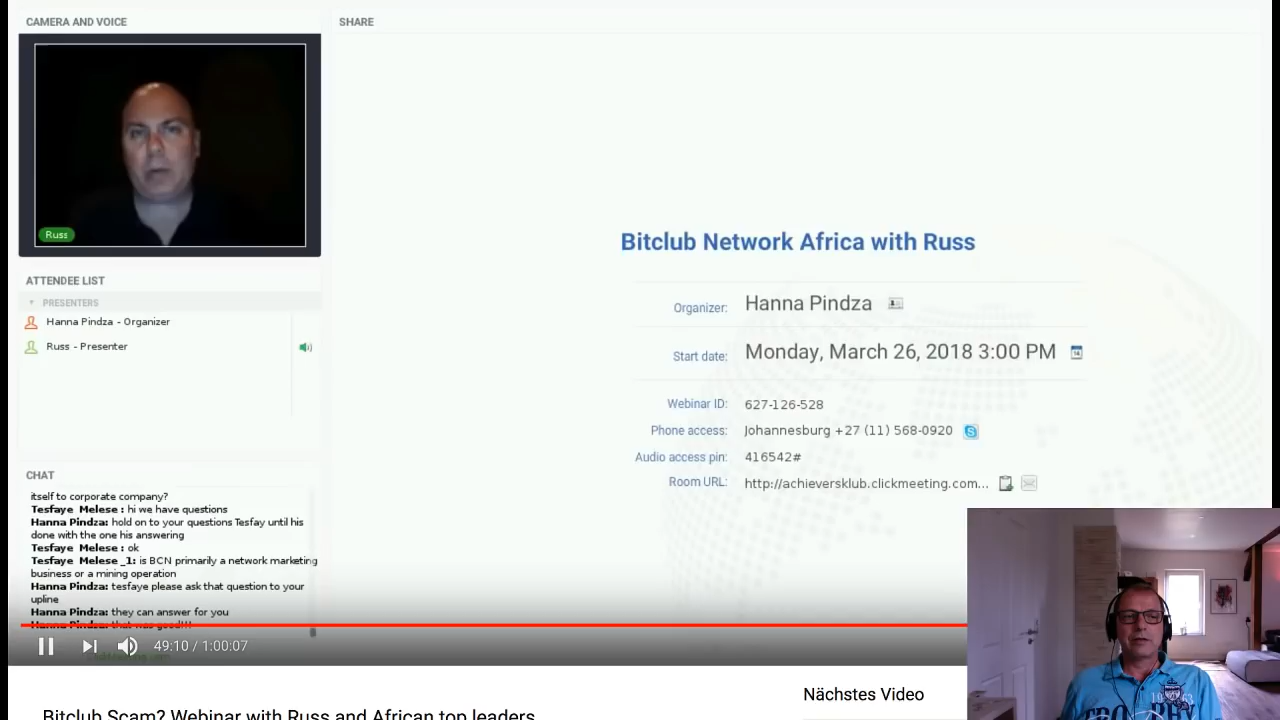 CAMERA AND VOICE
SHARE
Russ
ATTENDEE LIST
PRESENTERS
Hanna Pindza - Organizer
Russ - Presenter
CHAT
itself to corporate company?
Tesfaye Melese : hi we have questions
Hanna Pindza: hold on to your questions Tesfay until his
done with the one his answering
Tesfaye Melese : ok
Tesfaye Melese _1: is BCN primarily a network marketing
business or a mining operation
Hanna Pindza: tesfaye please ask that question to your
upline
Hanna Pindza: they can answer for you
Hanna Pindza: that was good!!!
Bitclub Network Africa with Russ
Organizer: Hanna Pindza
Start date: Monday, March 26, 2018 3:00 PM
Webinar ID: 627-126-528
Phone access: Johannesburg +27 (11) 568-0920
Audio access pin: 416542#
Room URL: http://achieversklub.clickmeeting.com...
49:10 / 1:00:07
Nächstes Video
Bitclub Scam? Webinar with Russ and African top leaders